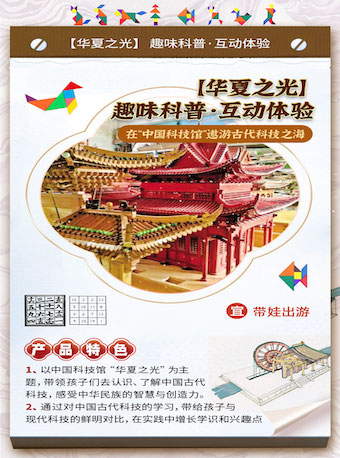 【华夏之光】 趣味科普·互动体验
【华夏之光】
趣味科普·互动体验
在“中国科技馆”遨游古代科技之海
宜 带娃出游
产品特色
1、以中国科技馆“华夏之光”为主
题，带领孩子们去认识、了解中国古代
科技，感受中华民族的智慧与创造力。
2、通过对中国古代科技的学习，带给孩子与
现代科技的鲜明对比，在实践中增长学识和兴趣点